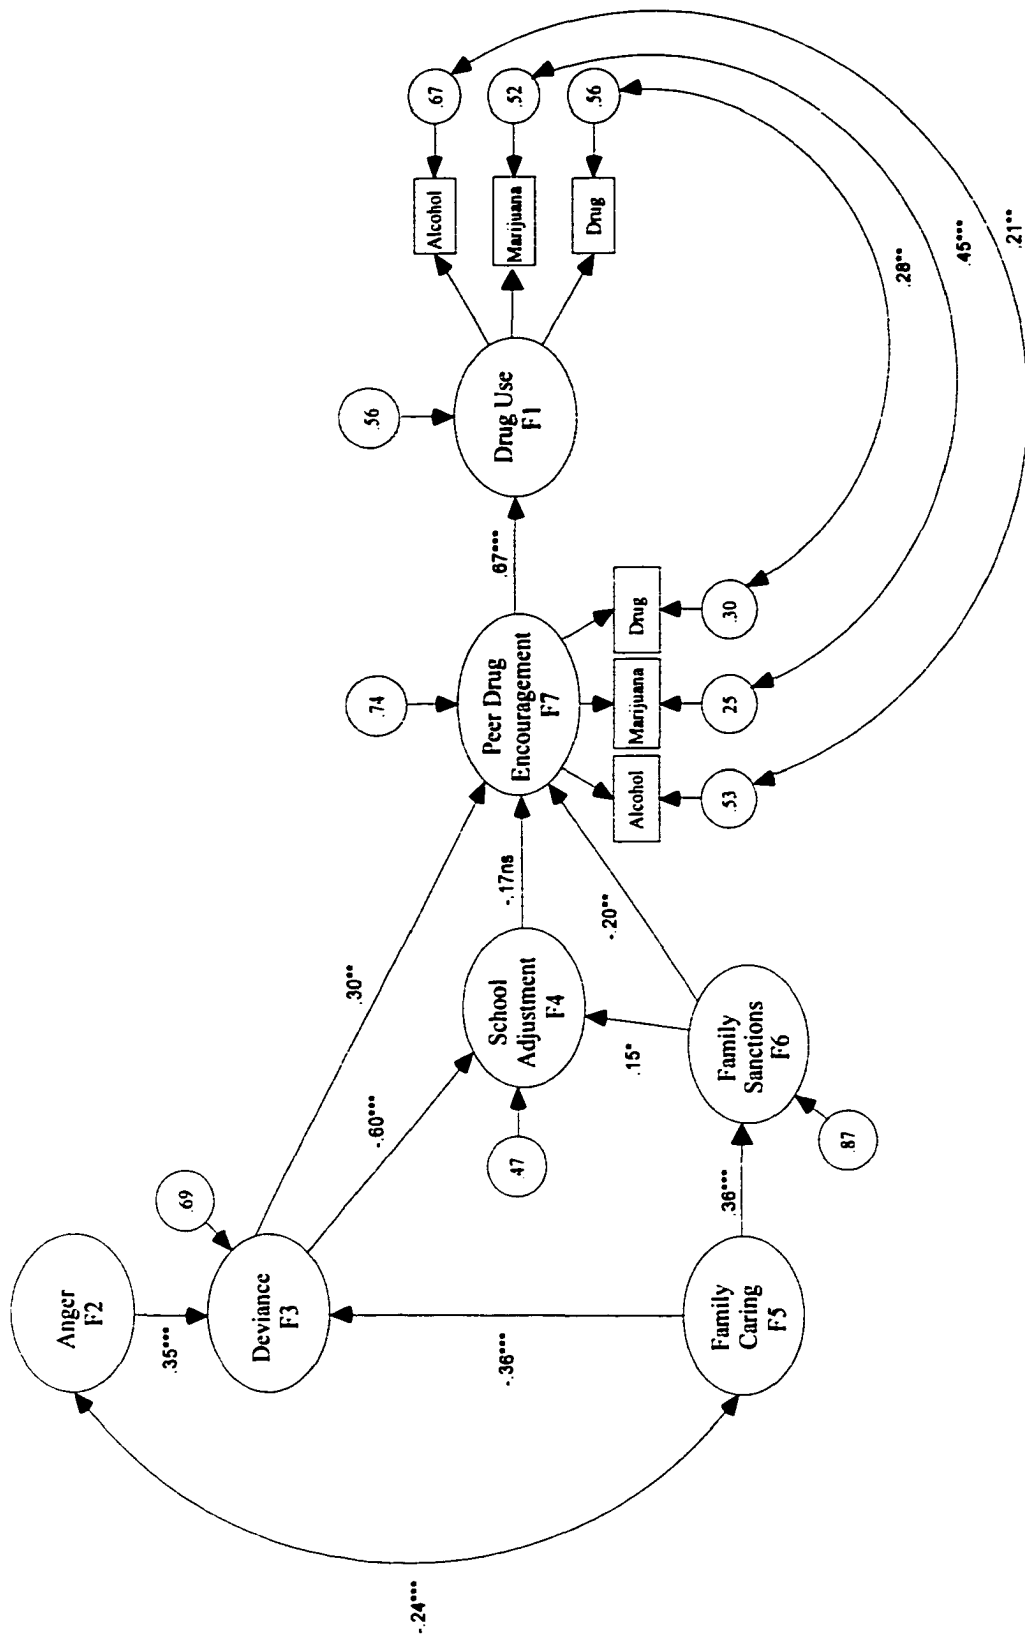 Anger
F2
.35***
.69
Deviance
F3
-.24***
-.36***
Family
Caring
F5
.36***
.87
Family
Sanctions
F6
.15*
-.60***
.47
School
Adjustment
F4
.30**
-.17ns
-.20**
.74
Peer Drug
Encouragement
F7
Alcohol
Marijuana
Drug
.53
.25
.30
.67***
.56
Drug Use
F1
Alcohol
Marijuana
Drug
.67
.52
.56
.28**
.45***
.21**